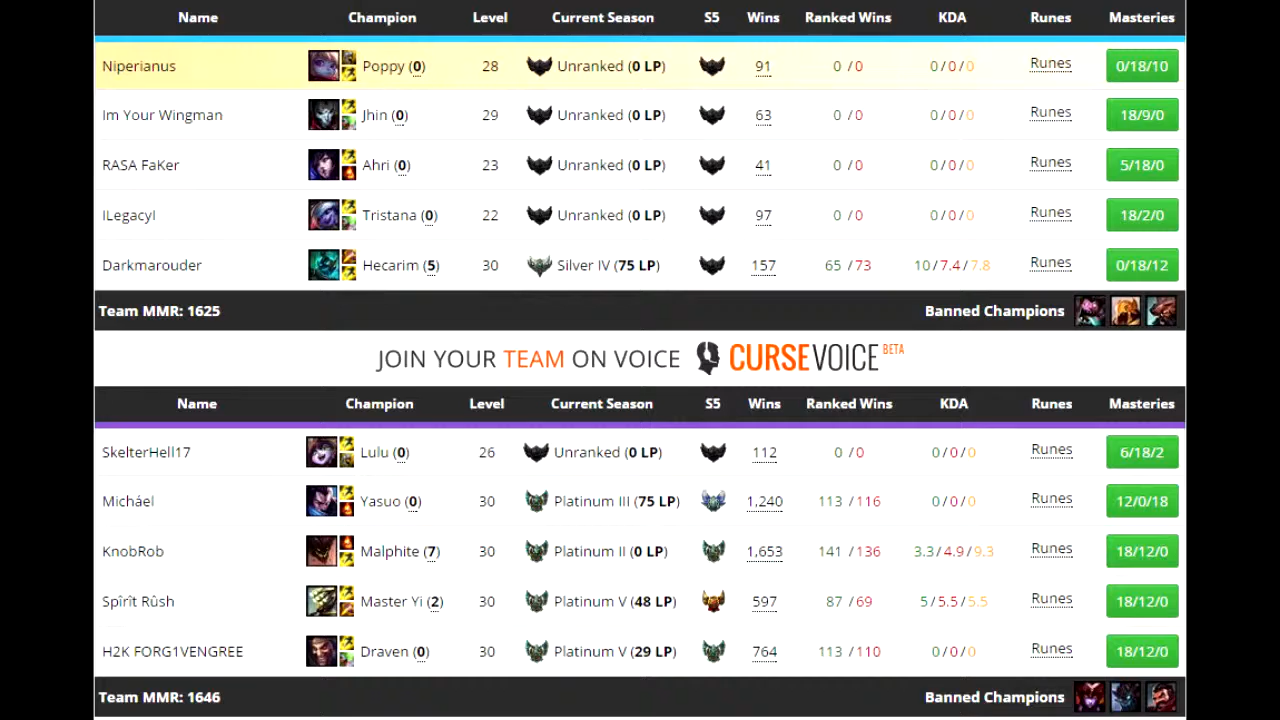 Name Champion Level Current Season S5 Wins Ranked Wins KDA Runes Masteries
Niperianus Poppy (0) 28 Unranked (0 LP) 91 0 / 0 0 / 0 / 0 Runes 0/18/10
Im Your Wingman Jhin (0) 29 Unranked (0 LP) 63 0 / 0 0 / 0 / 0 Runes 18/9/0
RASA FaKer Ahri (0) 23 Unranked (0 LP) 41 0 / 0 0 / 0 / 0 Runes 5/18/0
ILegacyI Tristana (0) 22 Unranked (0 LP) 97 0 / 0 0 / 0 / 0 Runes 18/2/0
Darkmarouder Hecarim (5) 30 Silver IV (75 LP) 157 65 / 73 10 / 7.4 / 7.8 Runes 0/18/12
Team MMR: 1625 Banned Champions
JOIN YOUR TEAM ON VOICE CURSEVOICE BETA
Name Champion Level Current Season S5 Wins Ranked Wins KDA Runes Masteries
SkelterHell17 Lulu (0) 26 Unranked (0 LP) 112 0 / 0 0 / 0 / 0 Runes 6/18/2
Micháel Yasuo (0) 30 Platinum III (75 LP) 1,240 113 / 116 0 / 0 / 0 Runes 12/0/18
KnobRob Malphite (7) 30 Platinum II (0 LP) 1,653 141 / 136 3.3 / 4.9 / 9.3 Runes 18/12/0
Spîrît Rûsh Master Yi (2) 30 Platinum V (48 LP) 597 87 / 69 5 / 5.5 / 5.5 Runes 18/12/0
H2K FORG1VENGREE Draven (0) 30 Platinum V (29 LP) 764 113 / 110 0 / 0 / 0 Runes 18/12/0
Team MMR: 1646 Banned Champions